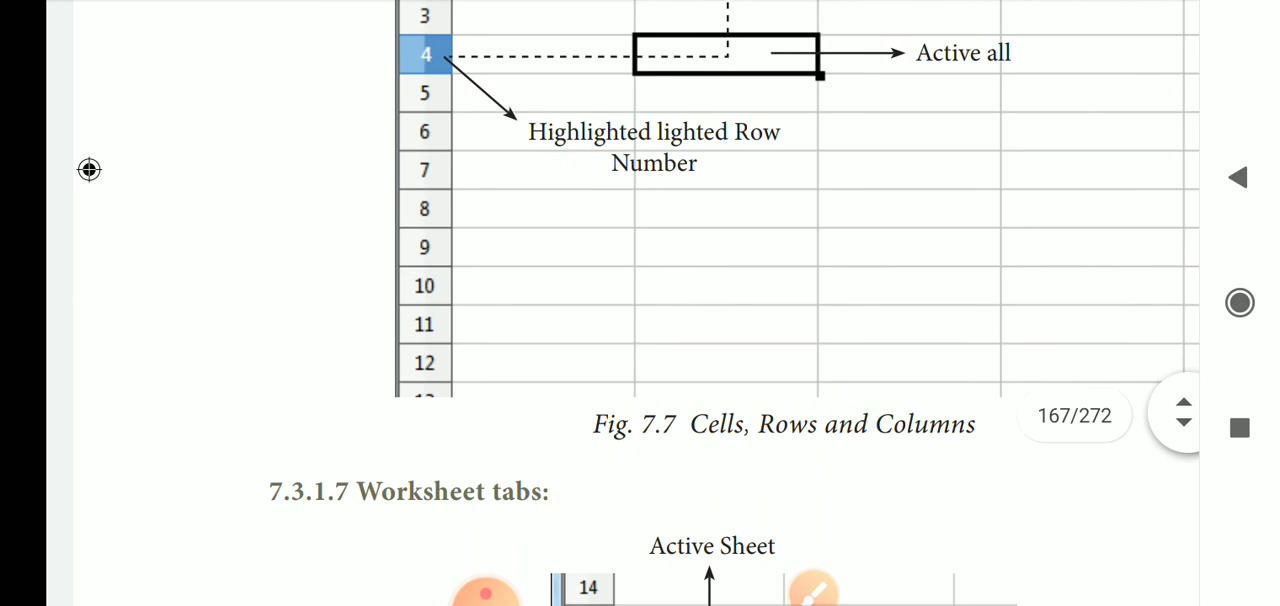 3
4
Active all
5
6
Highlighted lighted Row
Number
7
8
9
10
11
12
Fig. 7.7 Cells, Rows and Columns
167/272
7.3.1.7 Worksheet tabs:
Active Sheet
14